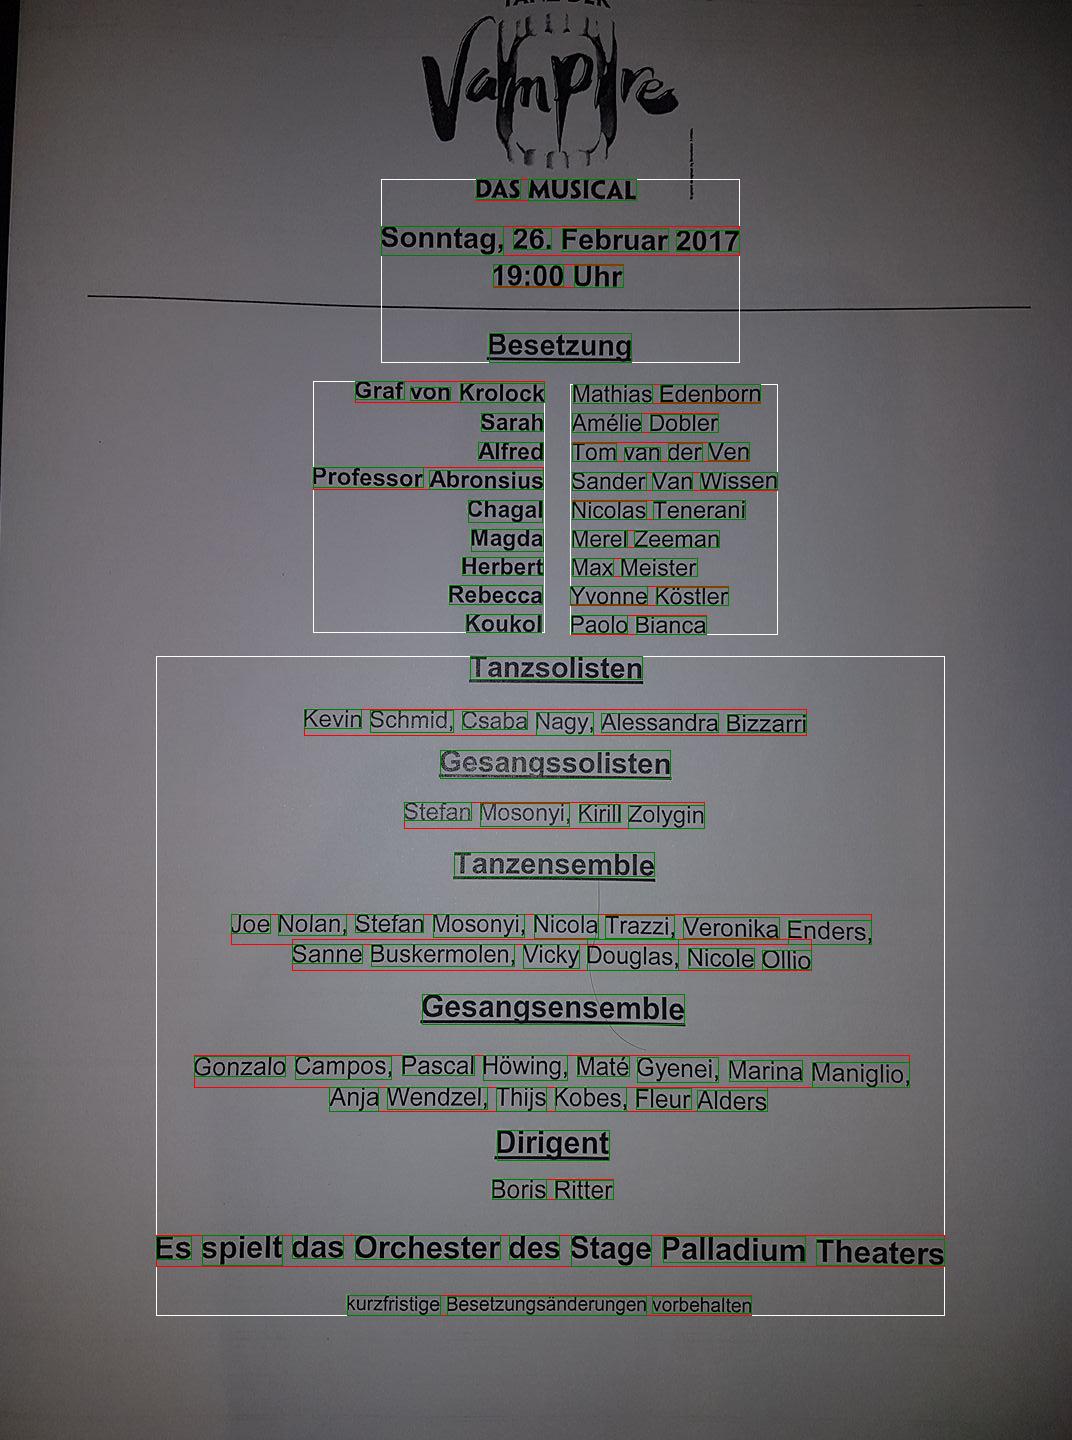 TANZ DER
Vampire
DAS MUSICAL
Sonntag, 26. Februar 2017
19:00 Uhr
Besetzung
Graf von Krolock Mathias Edenborn
Sarah Amélie Dobler
Alfred Tom van der Ven
Professor Abronsius Sander Van Wissen
Chagal Nicolas Tenerani
Magda Merel Zeeman
Herbert Max Meister
Rebecca Yvonne Köstler
Koukol Paolo Bianca
Tanzsolisten
Kevin Schmid, Csaba Nagy, Alessandra Bizzarri
Gesangssolisten
Stefan Mosonyi, Kirill Zolygin
Tanzensemble
Joe Nolan, Stefan Mosonyi, Nicola Trazzi, Veronika Enders,
Sanne Buskermolen, Vicky Douglas, Nicole Ollio
Gesangsensemble
Gonzalo Campos, Pascal Höwing, Maté Gyenei, Marina Maniglio,
Anja Wendzel, Thijs Kobes, Fleur Alders
Dirigent
Boris Ritter
Es spielt das Orchester des Stage Palladium Theaters
kurzfristige Besetzungsänderungen vorbehalten